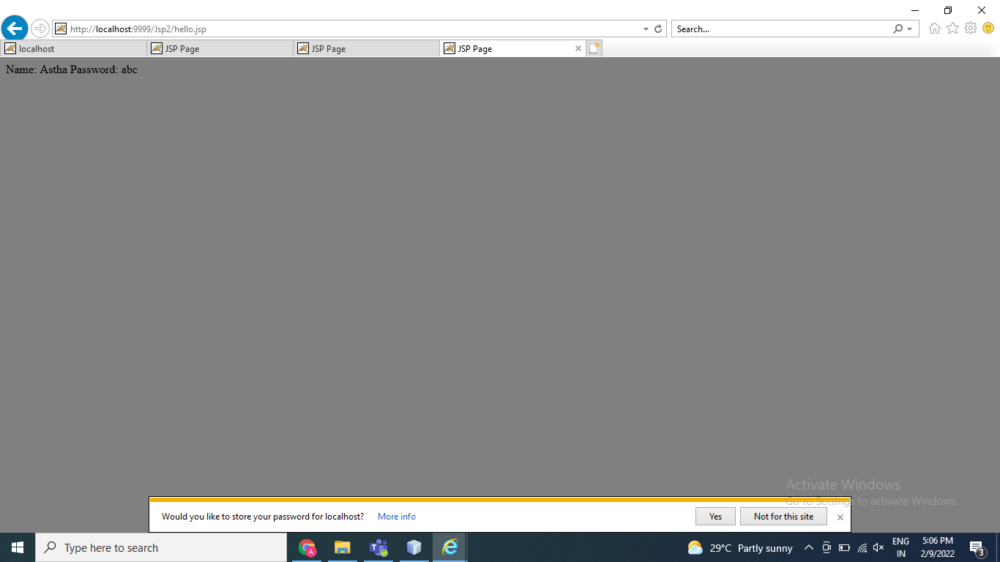 http://localhost:9999/Jsp2/hello.jsp
Search...
localhost
JSP Page
JSP Page
JSP Page
Name: Astha Password: abc
Activate Windows
Go to Settings to activate Windows.
Would you like to store your password for localhost? More info
Yes
Not for this site
Type here to search
A
29°C Partly sunny
ENG
IN
5:06 PM
2/9/2022
3